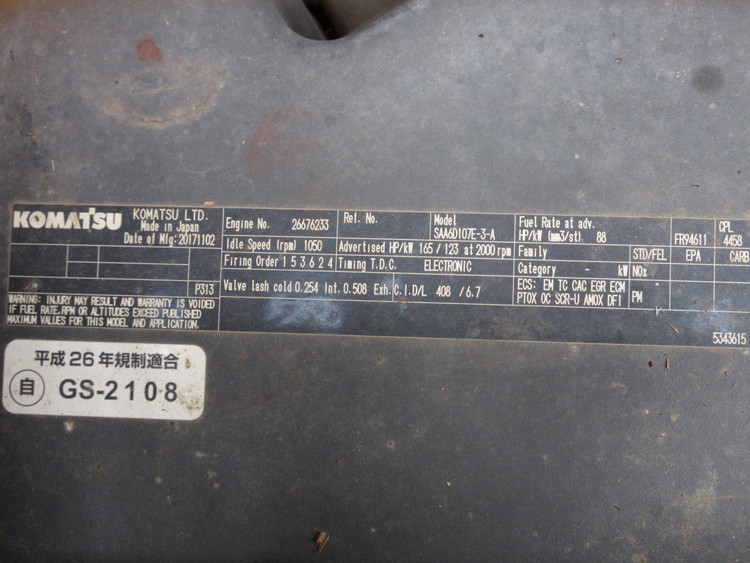 KOMATSU
KOMATSU LTD.
Made in Japan
Date of Mfg:20171102
P313
WARNING: INJURY MAY RESULT AND WARRANTY IS VOIDED
IF FUEL RATE.RPM OR ALTITUDES EXCEED PUBLISHED
MAXIMUM VALUES FOR THIS MODEL AND APPLICATION.
Engine No. 26676233
Ref. No.
Model
SAA6D107E-3-A
Fuel Rate at adv.
HP/kW (mm3/st) 88
FR94611
CPL
4458
Idle Speed (rpm) 1050
Advertised HP/kW 165 / 123 at 2000 rpm
Family
STD/FEL
EPA
CARB
Firing Order 1 5 3 6 2 4
Timing T.D.C. ELECTRONIC
Category kW
NOx
Valve lash cold 0.254 Int. 0.508 Exh.
C.I.D/L 408 /6.7
ECS: EM TC CAC EGR ECM
PTOX OC SCR-U AMOX DFI
PM
5343615
平成26年規制適合
自 GS-2108